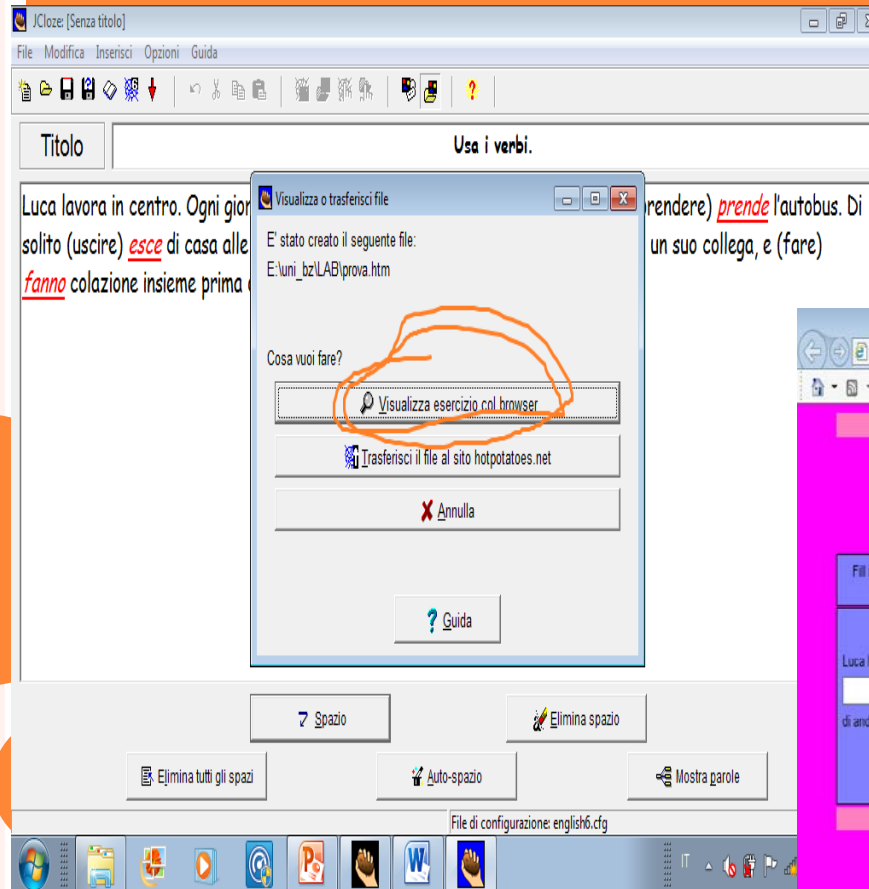 JCloze: [Senza titolo]
File Modifica Inserisci Opzioni Guida
Titolo
Usa i verbi.
Luca lavora in centro. Ogni gior
rendere) prende l'autobus. Di
solito (uscire) esce di casa alle
un suo collega, e (fare)
fanno colazione insieme prima
Visualizza o trasferisci file
E' stato creato il seguente file:
E:\uni_bz\LAB\prova.htm
Cosa vuoi fare?
Visualizza esercizio col browser
Trasferisci il file al sito hotpotatoes.net
Annulla
? Guida
Spazio
Elimina spazio
Elimina tutti gli spazi
Auto-spazio
Mostra parole
File di configurazione: english6.cfg
IT
Fill
Luca l
di and